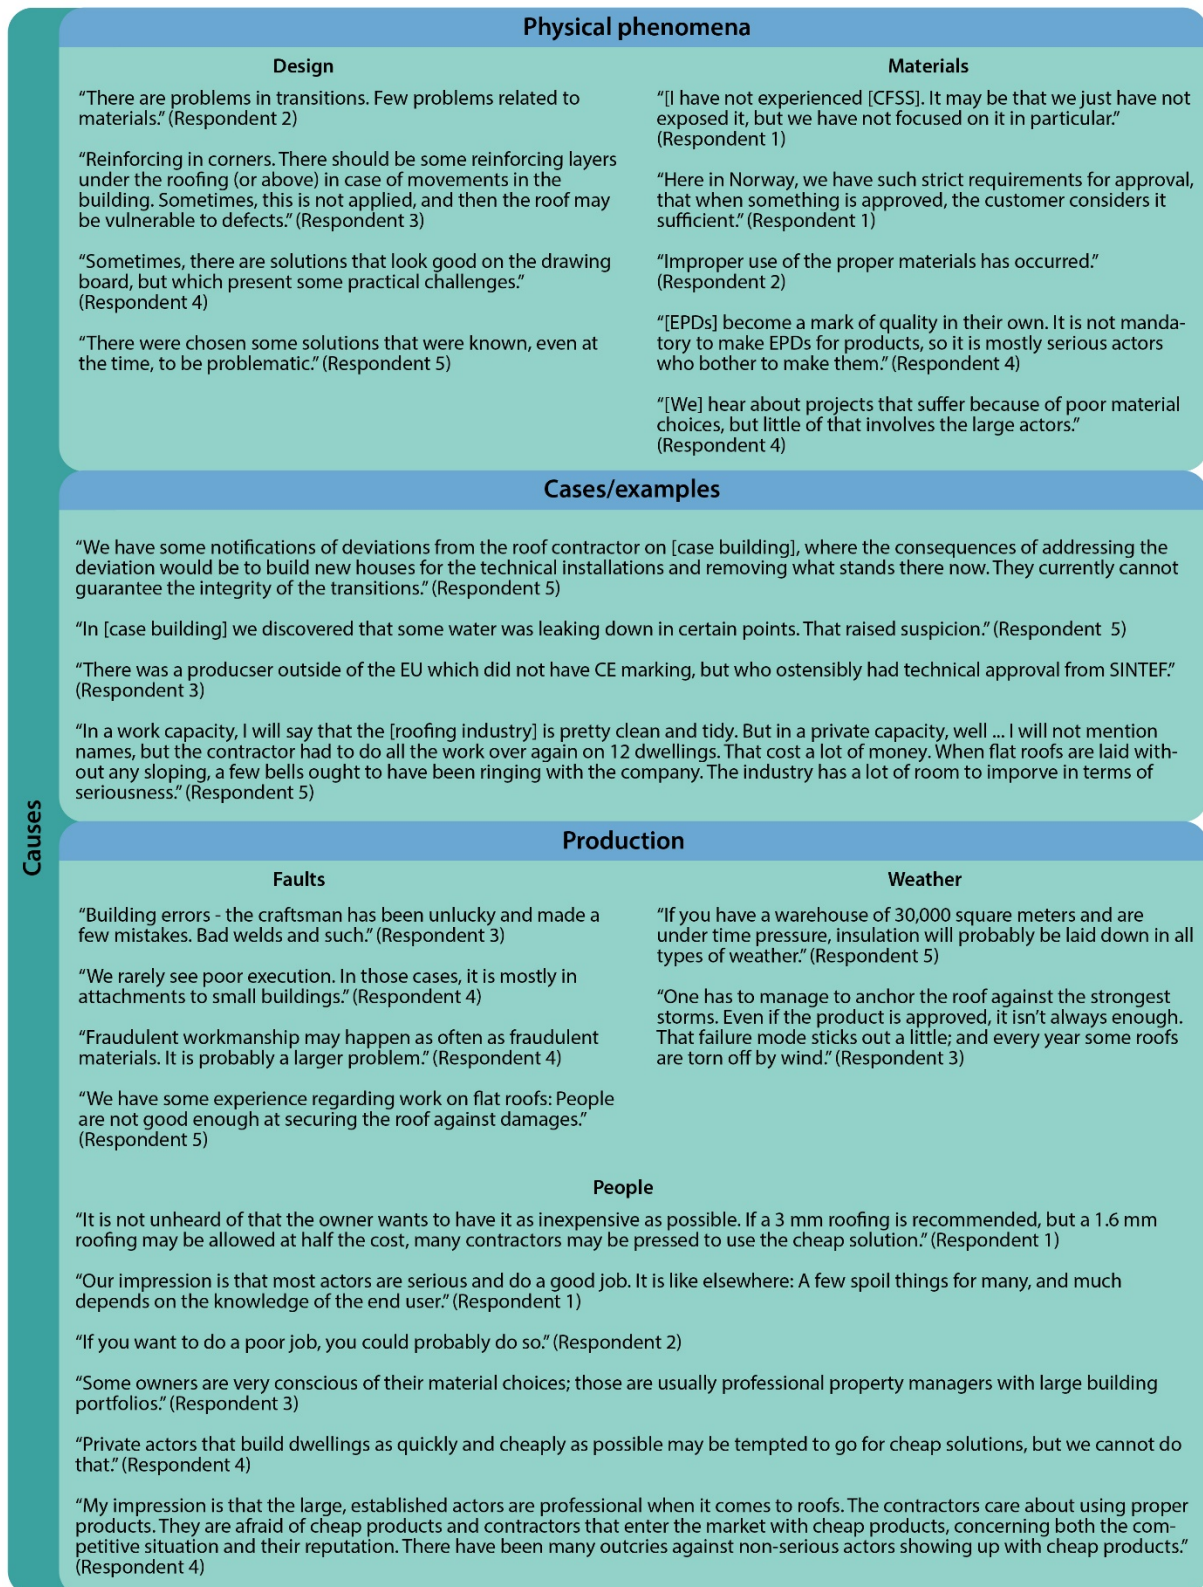 Physical phenomena
Design
“There are problems in transitions. Few problems related to
materials.” (Respondent 2)
“Reinforcing in corners. There should be some reinforcing layers
under the roofing (or above) in case of movements in the
building. Sometimes, this is not applied, and then the roof may
be vulnerable to defects.” (Respondent 3)
“Sometimes, there are solutions that look good on the drawing
board, but which present some practical challenges.”
(Respondent 4)
“There were chosen some solutions that were known, even at
the time, to be problematic.” (Respondent 5)
Materials
“[I have not experienced [CFSS]. It may be that we just have not
exposed it, but we have not focused on it in particular.”
(Respondent 1)
“Here in Norway, we have such strict requirements for approval,
that when something is approved, the customer considers it
sufficient.” (Respondent 1)
“Improper use of the proper materials has occurred.”
(Respondent 2)
“[EPDs] become a mark of quality in their own. It is not manda-
tory to make EPDs for products, so it is mostly serious actors
who bother to make them.” (Respondent 4)
“[We] hear about projects that suffer because of poor material
choices, but little of that involves the large actors.”
(Respondent 4)
Cases/examples
“We have some notifications of deviations from the roof contractor on [case building], where the consequences of addressing the
deviation would be to build new houses for the technical installations and removing what stands there now. They currently cannot
guarantee the integrity of the transitions.” (Respondent 5)
“In [case building] we discovered that some water was leaking down in certain points. That raised suspicion.” (Respondent 5)
“There was a producser outside of the EU which did not have CE marking, but who ostensibly had technical approval from SINTEF.”
(Respondent 3)
“In a work capacity, I will say that the [roofing industry] is pretty clean and tidy. But in a private capacity, well ... I will not mention
names, but the contractor had to do all the work over again on 12 dwellings. That cost a lot of money. When flat roofs are laid with-
out any sloping, a few bells ought to have been ringing with the company. The industry has a lot of room to imporve in terms of
seriousness.” (Respondent 5)
Causes
Production
Faults
“Building errors - the craftsman has been unlucky and made a
few mistakes. Bad welds and such.” (Respondent 3)
“We rarely see poor execution. In those cases, it is mostly in
attachments to small buildings.” (Respondent 4)
“Fraudulent workmanship may happen as often as fraudulent
materials. It is probably a larger problem.” (Respondent 4)
“We have some experience regarding work on flat roofs: People
are not good enough at securing the roof against damages.”
(Respondent 5)
Weather
“If you have a warehouse of 30,000 square meters and are
under time pressure, insulation will probably be laid down in all
types of weather.” (Respondent 5)
“One has to manage to anchor the roof against the strongest
storms. Even if the product is approved, it isn’t always enough.
That failure mode sticks out a little; and every year some roofs
are torn off by wind.” (Respondent 3)
People
“It is not unheard of that the owner wants to have it as inexpensive as possible. If a 3 mm roofing is recommended, but a 1.6 mm
roofing may be allowed at half the cost, many contractors may be pressed to use the cheap solution.” (Respondent 1)
“Our impression is that most actors are serious and do a good job. It is like elsewhere: A few spoil things for many, and much
depends on the knowledge of the end user.” (Respondent 1)
“If you want to do a poor job, you could probably do so.” (Respondent 2)
“Some owners are very conscious of their material choices; those are usually professional property managers with large building
portfolios.” (Respondent 3)
“Private actors that build dwellings as quickly and cheaply as possible may be tempted to go for cheap solutions, but we cannot do
that.” (Respondent 4)
“My impression is that the large, established actors are professional when it comes to roofs. The contractors care about using proper
products. They are afraid of cheap products and contractors that enter the market with cheap products, concerning both the com-
petitive situation and their reputation. There have been many outcries against non-serious actors showing up with cheap products.”
(Respondent 4)